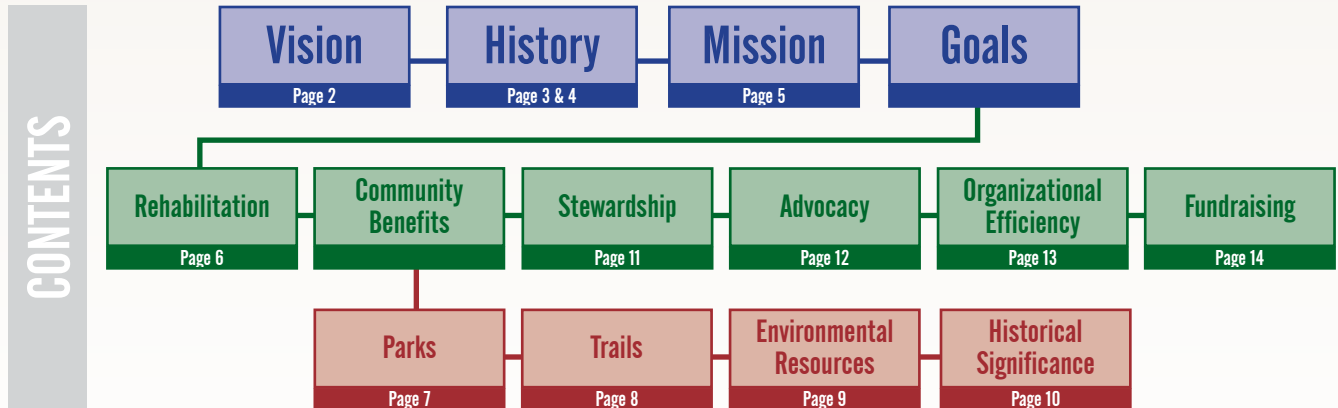 CONTENTS
Vision
Page 2
History
Page 3 & 4
Mission
Page 5
Goals
Rehabilitation
Page 6
Community
Benefits
Stewardship
Page 11
Advocacy
Page 12
Organizational
Efficiency
Page 13
Fundraising
Page 14
Parks
Page 7
Trails
Page 8
Environmental
Resources
Page 9
Historical
Significance
Page 10